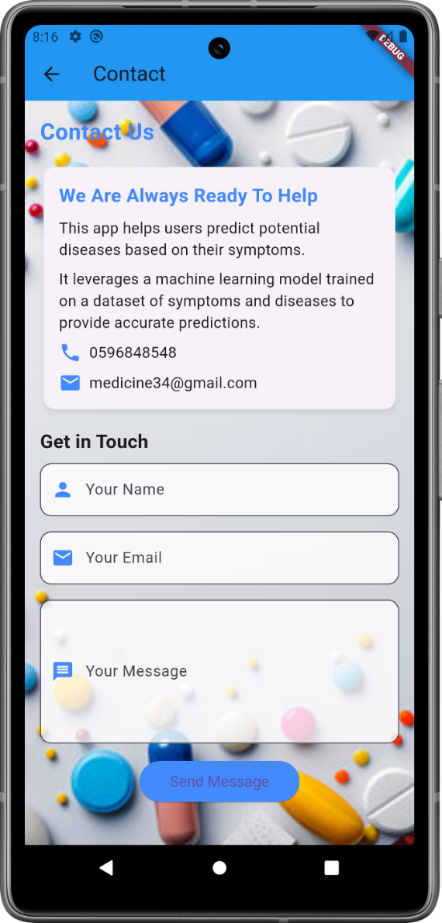 8:16
DEBUG
Contact
Contact Us
We Are Always Ready To Help
This app helps users predict potential
diseases based on their symptoms.
It leverages a machine learning model trained
on a dataset of symptoms and diseases to
provide accurate predictions.
0596848548
medicine34@gmail.com
Get in Touch
Your Name
Your Email
Your Message
Send Message